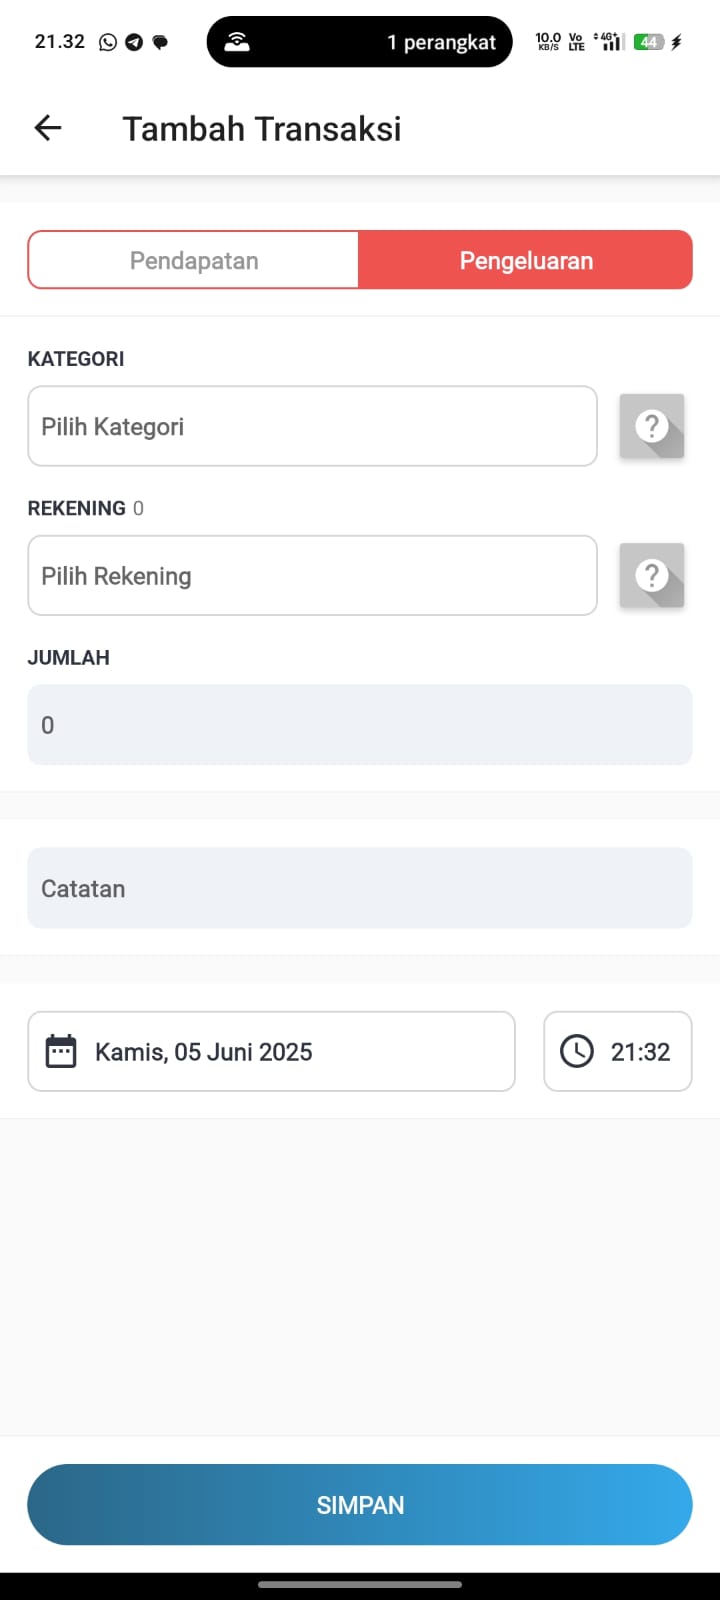 21.32 1 perangkat 10.0 KB/S Vo LTE 4G+ 44
Tambah Transaksi
Pendapatan Pengeluaran
KATEGORI
Pilih Kategori ?
REKENING 0
Pilih Rekening ?
JUMLAH
0
Catatan
Kamis, 05 Juni 2025 21:32
SIMPAN